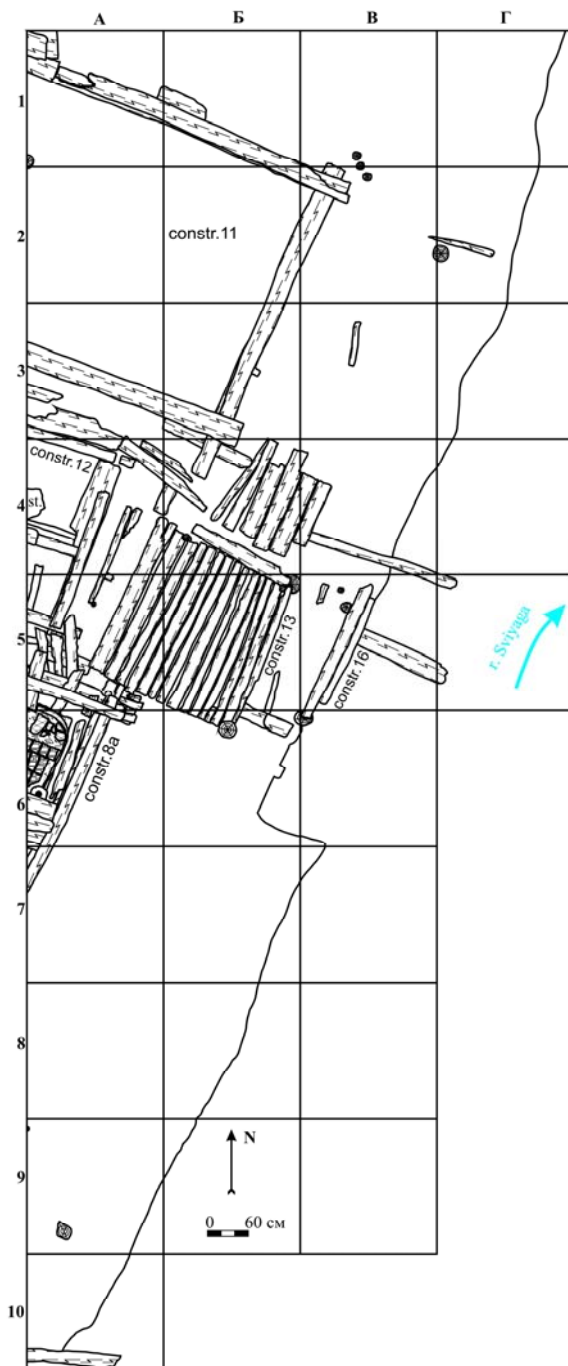 А Б В Г
1
constr.11
2
3
constr.12
4
st.
constr.13
5
constr.16
r. Sviyaga
constr.8a
6
7
8
N
9
0 60 см
10